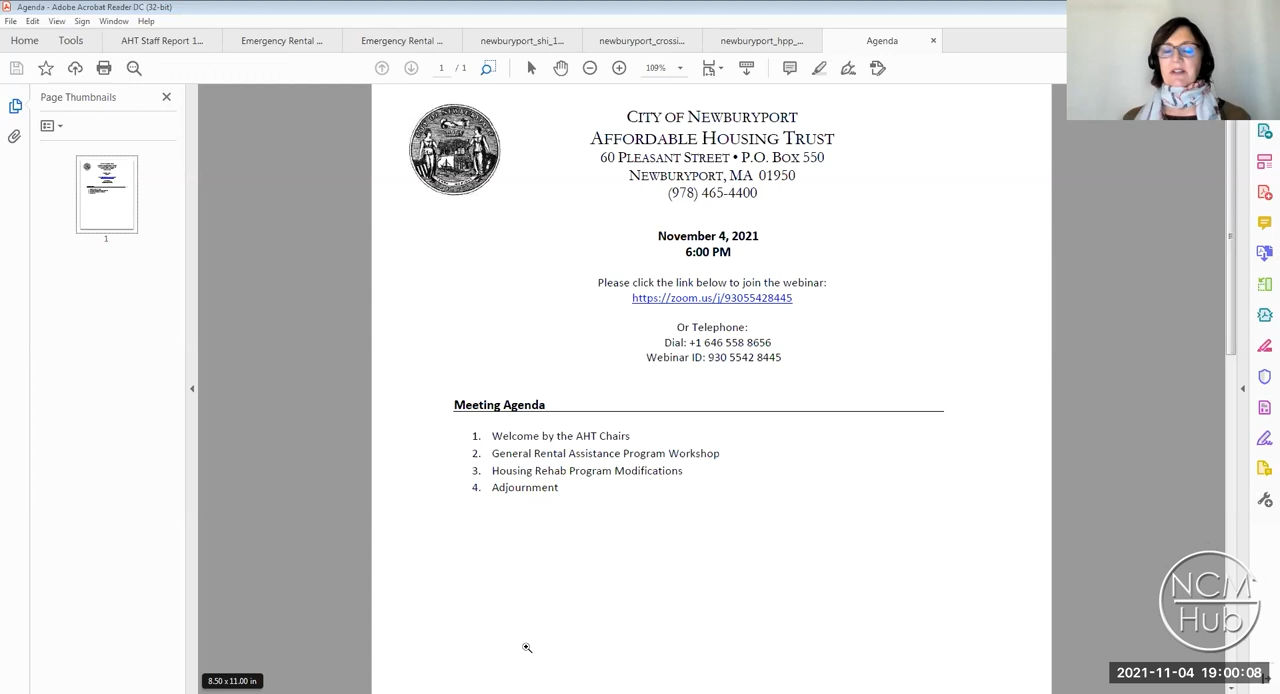 Agenda - Adobe Acrobat Reader DC (32-bit)
File Edit View Sign Window Help
Home Tools AHT Staff Report 1... Emergency Rental ... Emergency Rental ... newburyport_shi_1... newburyport_crossi... newburyport_hpp_... Agenda ×
1 / 1 109%
Page Thumbnails
1
CITY OF NEWBURYPORT
AFFORDABLE HOUSING TRUST
60 PLEASANT STREET • P.O. BOX 550
NEWBURYPORT, MA 01950
(978) 465-4400
November 4, 2021
6:00 PM
Please click the link below to join the webinar:
https://zoom.us/j/93055428445
Or Telephone:
Dial: +1 646 558 8656
Webinar ID: 930 5542 8445
Meeting Agenda
1. Welcome by the AHT Chairs
2. General Rental Assistance Program Workshop
3. Housing Rehab Program Modifications
4. Adjournment
NCM
Hub
8.50 x 11.00 in
2021-11-04 19:00:08